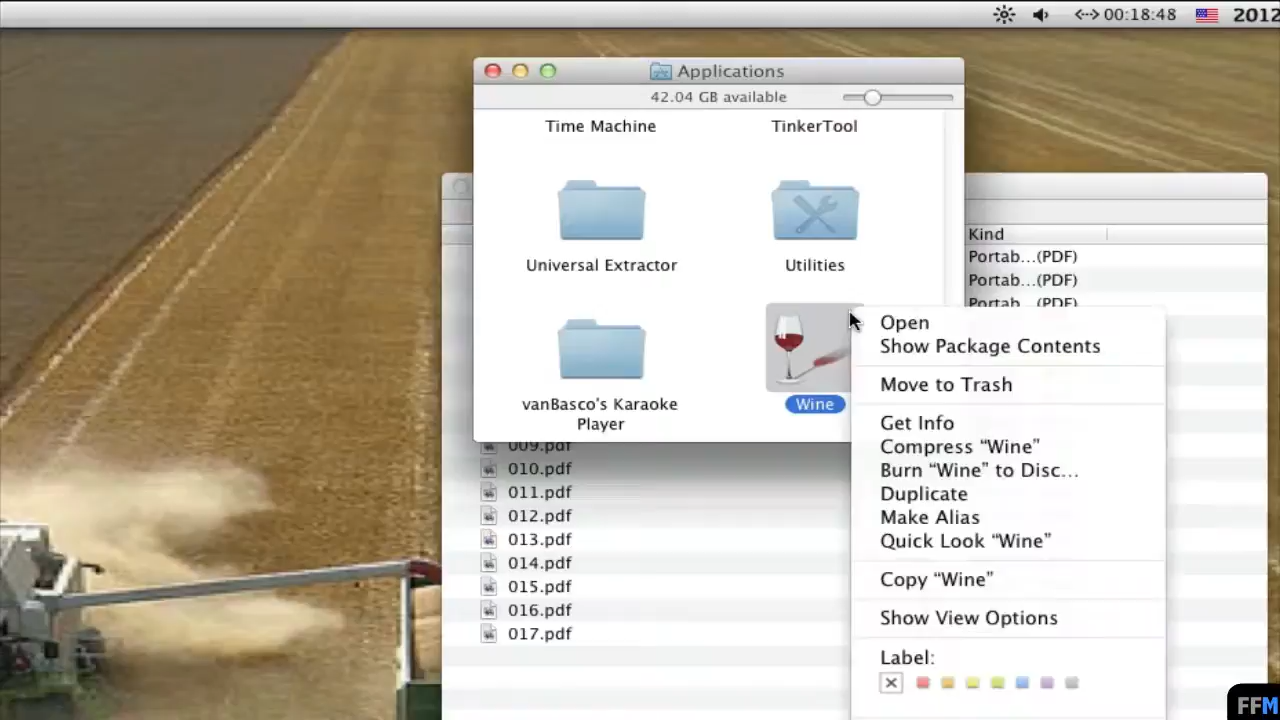 00:18:48
2012
Applications
42.04 GB available
Time Machine
TinkerTool
Universal Extractor
Utilities
vanBasco's Karaoke
Player
Wine
Kind
Portab...(PDF)
Portab...(PDF)
Portab...(PDF)
Open
Show Package Contents
Move to Trash
Get Info
Compress “Wine”
Burn “Wine” to Disc...
Duplicate
Make Alias
Quick Look “Wine”
Copy “Wine”
Show View Options
Label:
009.pdf
010.pdf
011.pdf
012.pdf
013.pdf
014.pdf
015.pdf
016.pdf
017.pdf
FFM